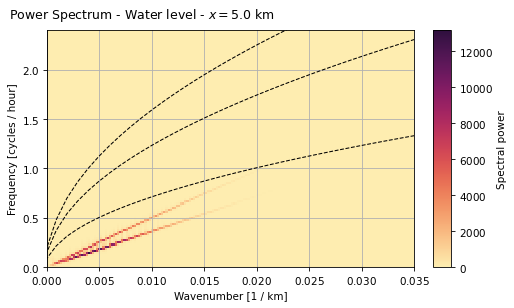 Power Spectrum - Water level - x = 5.0 km
2.0
1.5
1.0
0.5
0.0
Frequency [cycles / hour]
0.000 0.005 0.010 0.015 0.020 0.025 0.030 0.035
Wavenumber [1 / km]
12000
10000
8000
6000
4000
2000
0
Spectral power